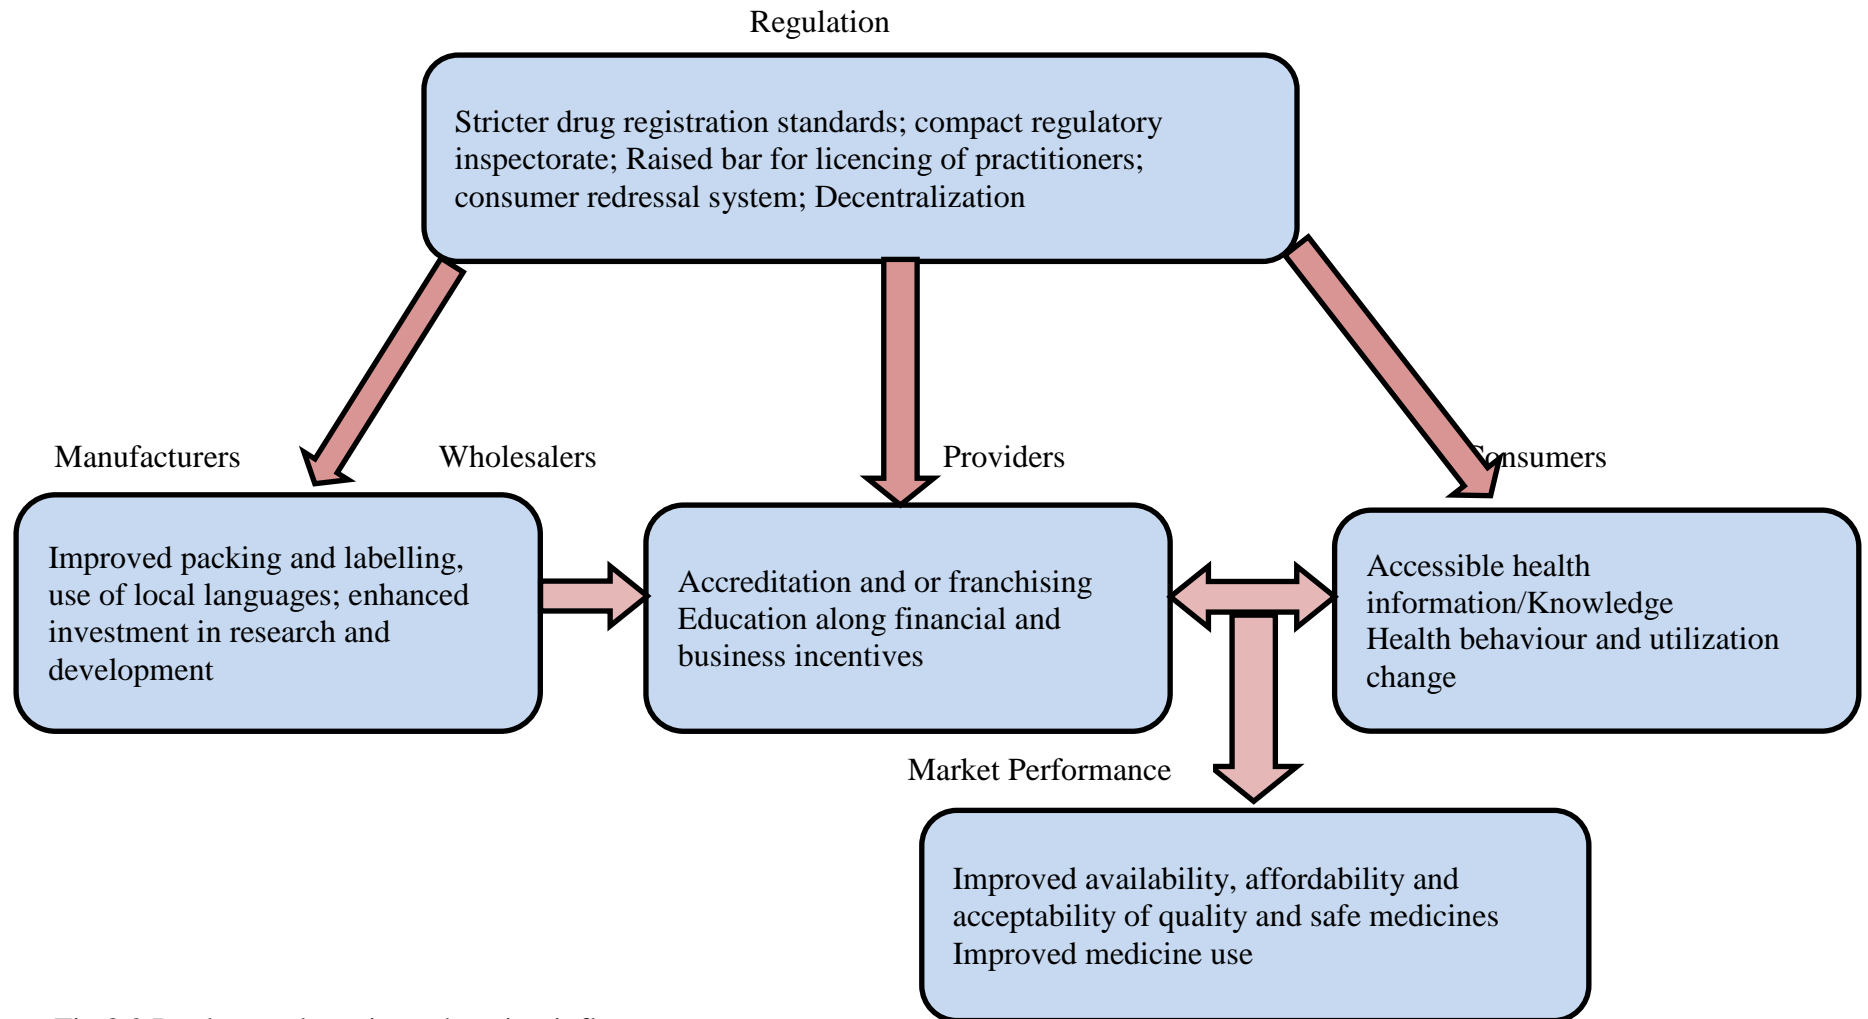 Regulation
Stricter drug registration standards; compact regulatory
inspectorate; Raised bar for licencing of practitioners;
consumer redressal system; Decentralization
Manufacturers
Wholesalers
Providers
Consumers
Improved packing and labelling,
use of local languages; enhanced
investment in research and
development
Accreditation and or franchising
Education along financial and
business incentives
Accessible health
information/Knowledge
Health behaviour and utilization
change
Market Performance
Improved availability, affordability and
acceptability of quality and safe medicines
Improved medicine use